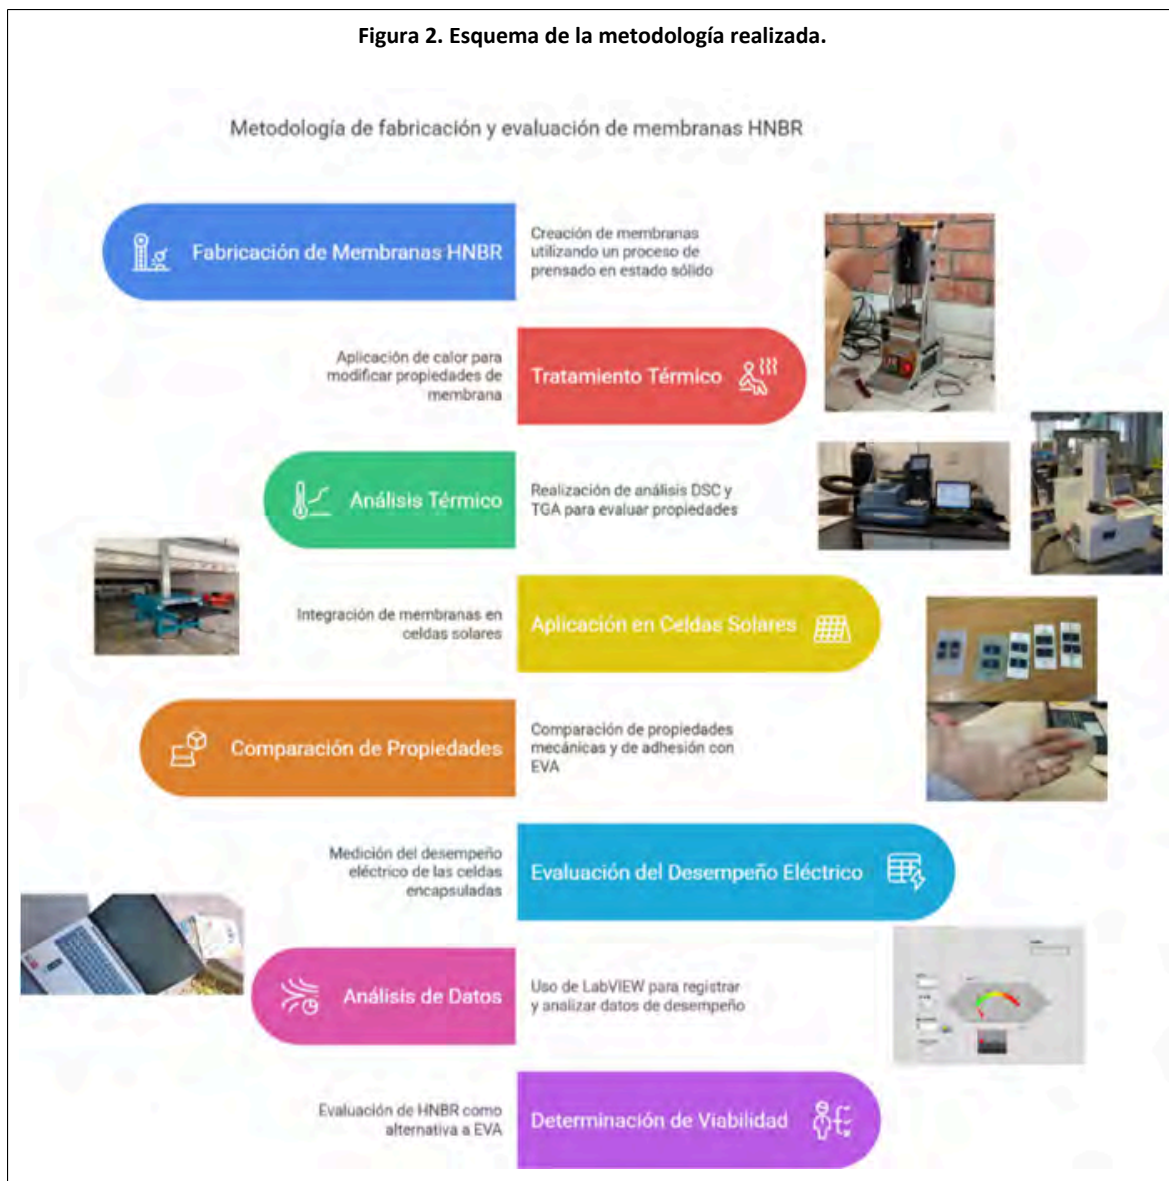 Figura 2. Esquema de la metodología realizada.
Metodología de fabricación y evaluación de membranas HNBR
Fabricación de Membranas HNBR
Creación de membranas
utilizando un proceso de
prensado en estado sólido
Aplicación de calor para
modificar propiedades de
membrana
Tratamiento Térmico
Análisis Térmico
Realización de análisis DSC y
TGA para evaluar propiedades
Integración de membranas en
celdas solares
Aplicación en Celdas Solares
Comparación de Propiedades
Comparación de propiedades
mecánicas y de adhesión con
EVA
Medición del desempeño
eléctrico de las celdas
encapsuladas
Evaluación del Desempeño Eléctrico
Análisis de Datos
Uso de LabVIEW para registrar
y analizar datos de desempeño
Evaluación de HNBR como
alternativa a EVA
Determinación de Viabilidad